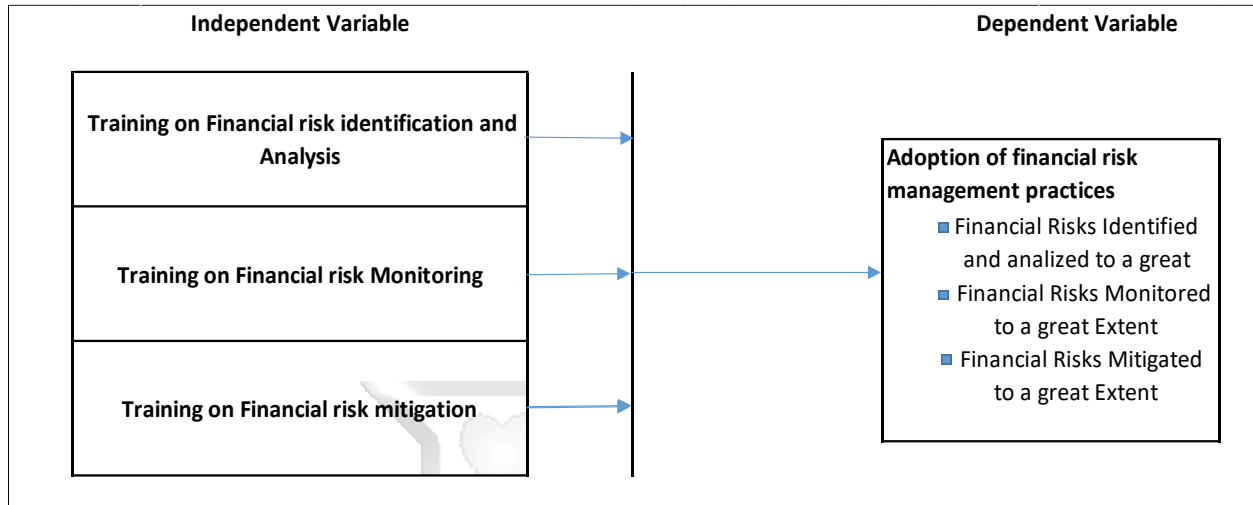 Independent Variable
Dependent Variable
Training on Financial risk identification and
Analysis
Training on Financial risk Monitoring
Training on Financial risk mitigation
Adoption of financial risk
management practices
Financial Risks Identified
and analized to a great
Financial Risks Monitored
to a great Extent
Financial Risks Mitigated
to a great Extent